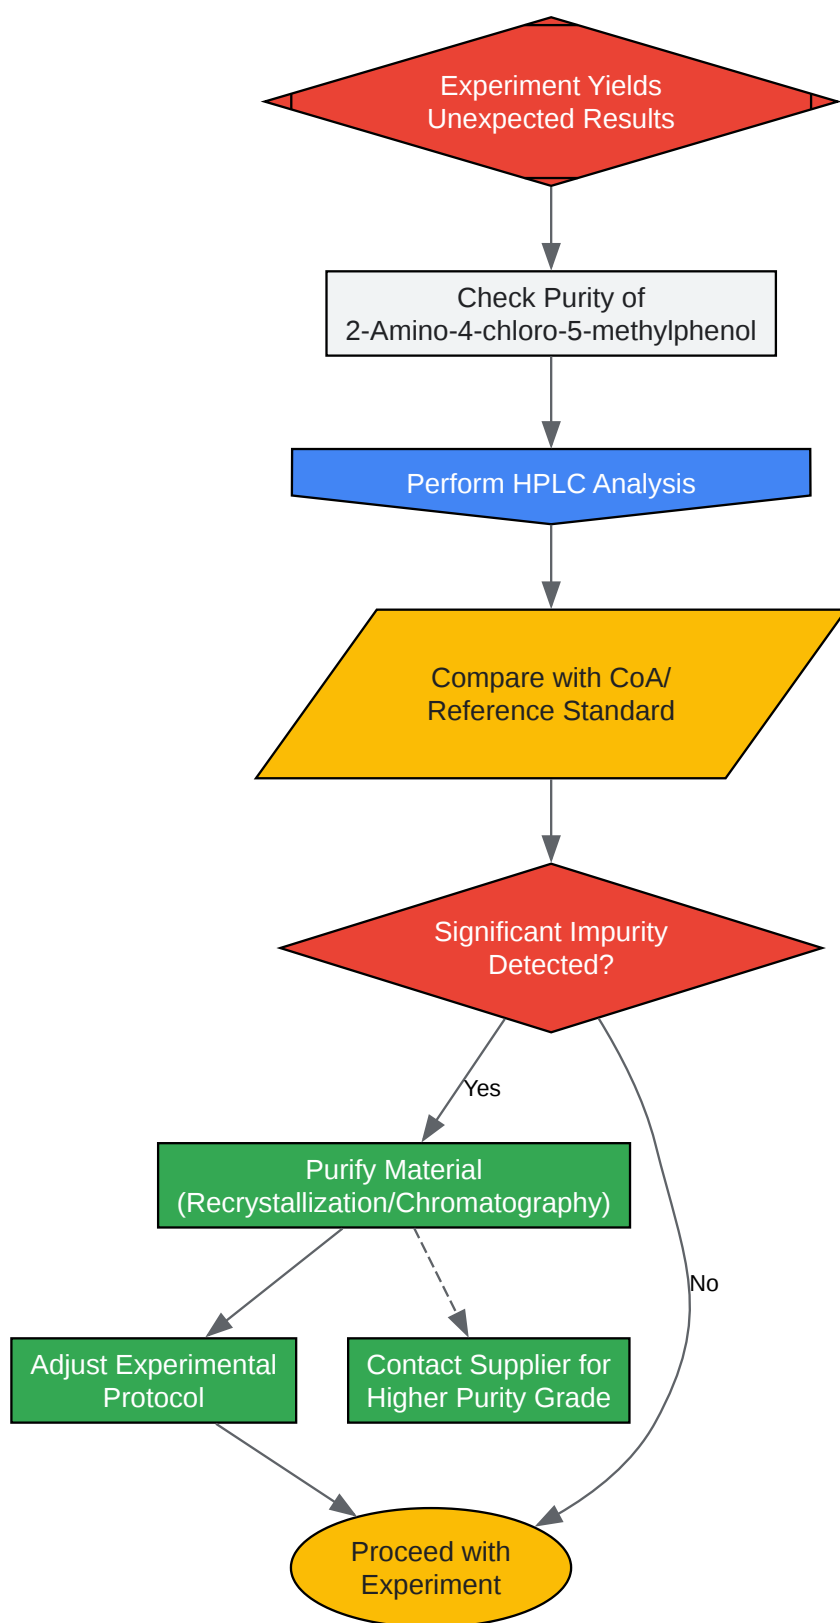 Experiment Yields
Unexpected Results
Check Purity of
2-Amino-4-chloro-5-methylphenol
Perform HPLC Analysis
Compare with CoA/
Reference Standard
Significant Impurity
Detected?
Yes
Purify Material
(Recrystallization/Chromatography)
No
Adjust Experimental
Protocol
Contact Supplier for
Higher Purity Grade
Proceed with
Experiment